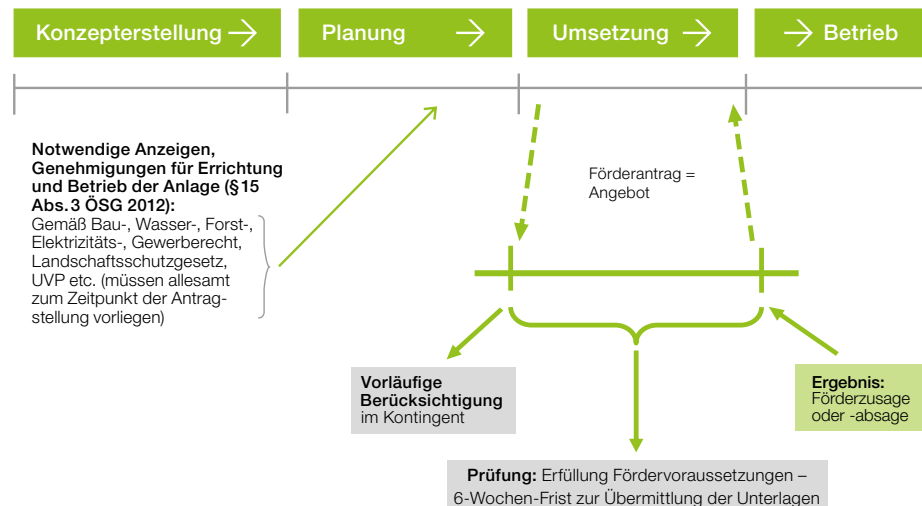 Konzepterstellung
Planung
Umsetzung
Betrieb
Notwendige Anzeigen,
Genehmigungen für Errichtung
und Betrieb der Anlage (§ 15
Abs. 3 ÖSG 2012):
Gemäß Bau-, Wasser-, Forst-,
Elektrizitäts-, Gewerberecht,
Landschaftsschutzgesetz,
UVP etc. (müssen allesamt
zum Zeitpunkt der Antrag-
stellung vorliegen)
Förderantrag =
Angebot
Vorläufige
Berücksichtigung
im Kontingent
Ergebnis:
Förderzusage
oder -absage
Prüfung: Erfüllung Fördervoraussetzungen –
6-Wochen-Frist zur Übermittlung der Unterlagen